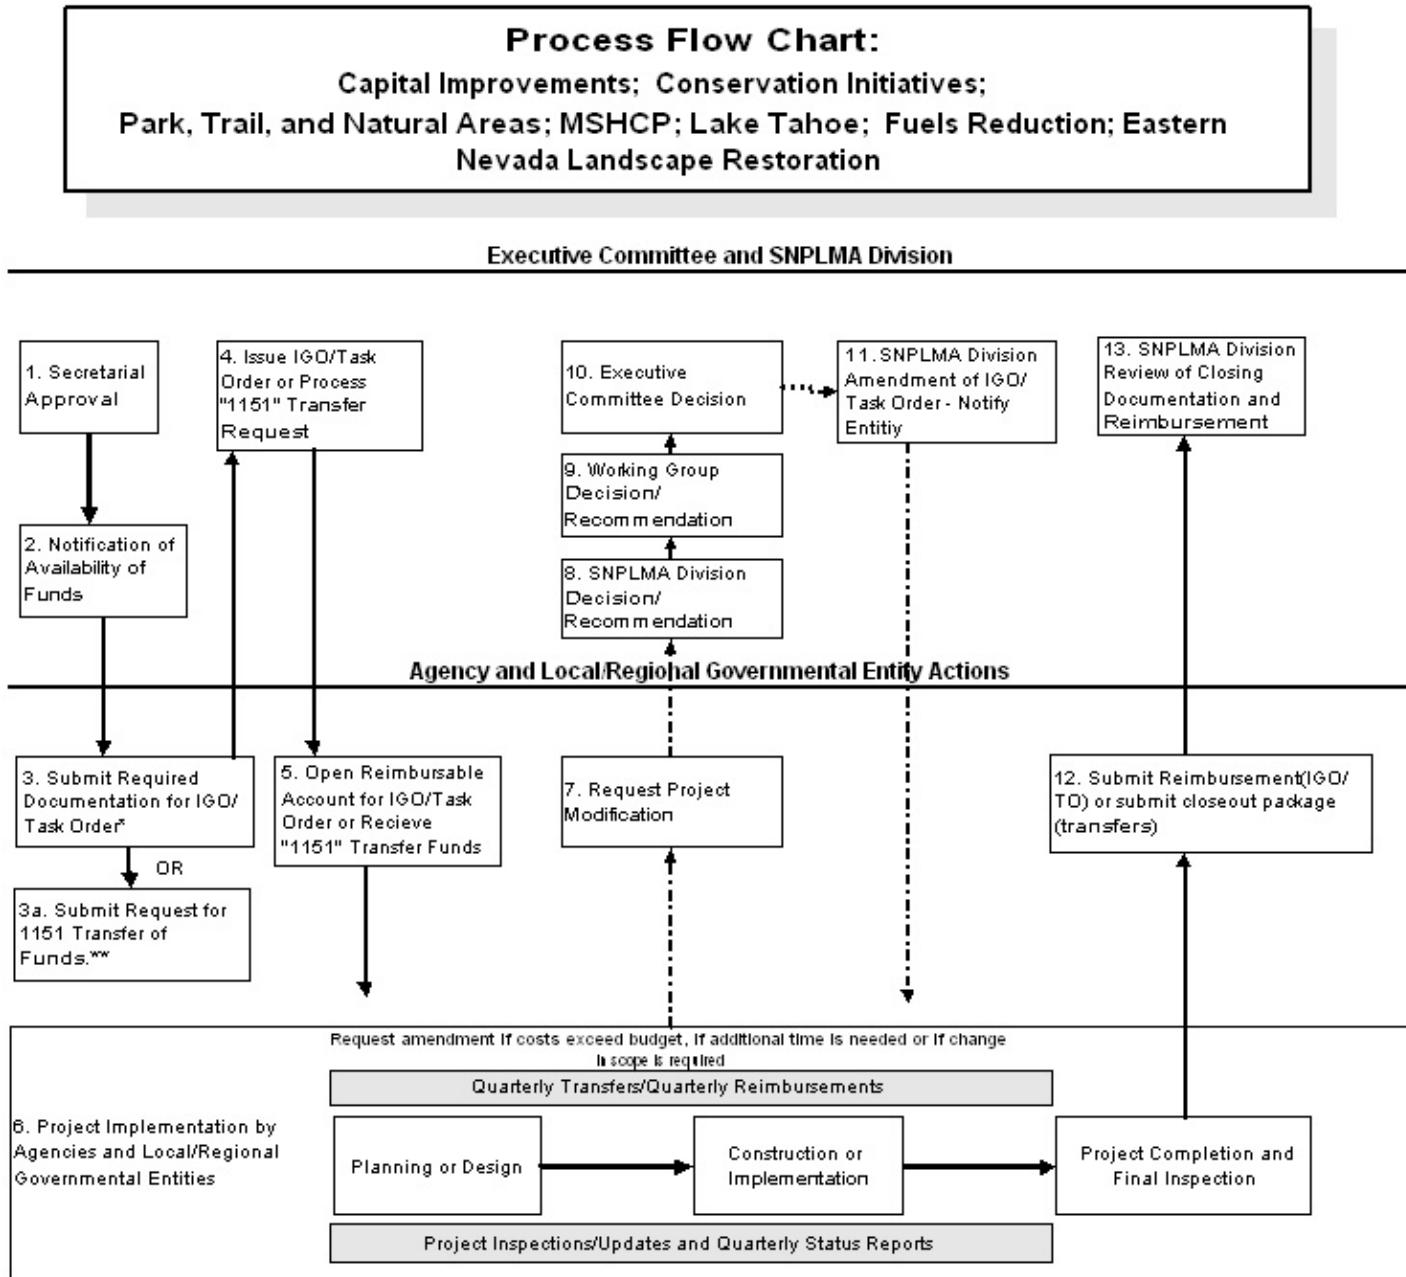 Process Flow Chart:
Capital Improvements; Conservation Initiatives;
Park, Trail, and Natural Areas; MSHCP; Lake Tahoe; Fuels Reduction; Eastern
Nevada Landscape Restoration
Executive Committee and SNPLMA Division
1. Secretarial
Approval
2. Notification of
Availability of
Funds
4. Issue IGO/Task
Order or Process
"1151" Transfer
Request
10. Executive
Committee Decision
9. Working Group
Decision/
Recommendation
8. SNPLMA Division
Decision/
Recommendation
11. SNPLMA Division
Amendment of IGO/
Task Order - Notify
Entitiy
13. SNPLMA Division
Review of Closing
Documentation and
Reimbursement
Agency and Local/Regional Governmental Entity Actions
3. Submit Required
Documentation for IGO/
Task Order*
OR
3a. Submit Request for
1151 Transfer of
Funds.**
5. Open Reimbursable
Account for IGO/Task
Order or Recieve
"1151" Transfer Funds
7. Request Project
Modification
12. Submit Reimbursement(IGO/
TO) or submit closeout package
(transfers)
Request amendment if costs exceed budget, if additional time is needed or if change
in scope is required
Quarterly Transfers/Quarterly Reimbursements
6. Project Implementation by
Agencies and Local/Regional
Governmental Entities
Planning or Design
Construction or
Implementation
Project Completion and
Final Inspection
Project Inspections/Updates and Quarterly Status Reports